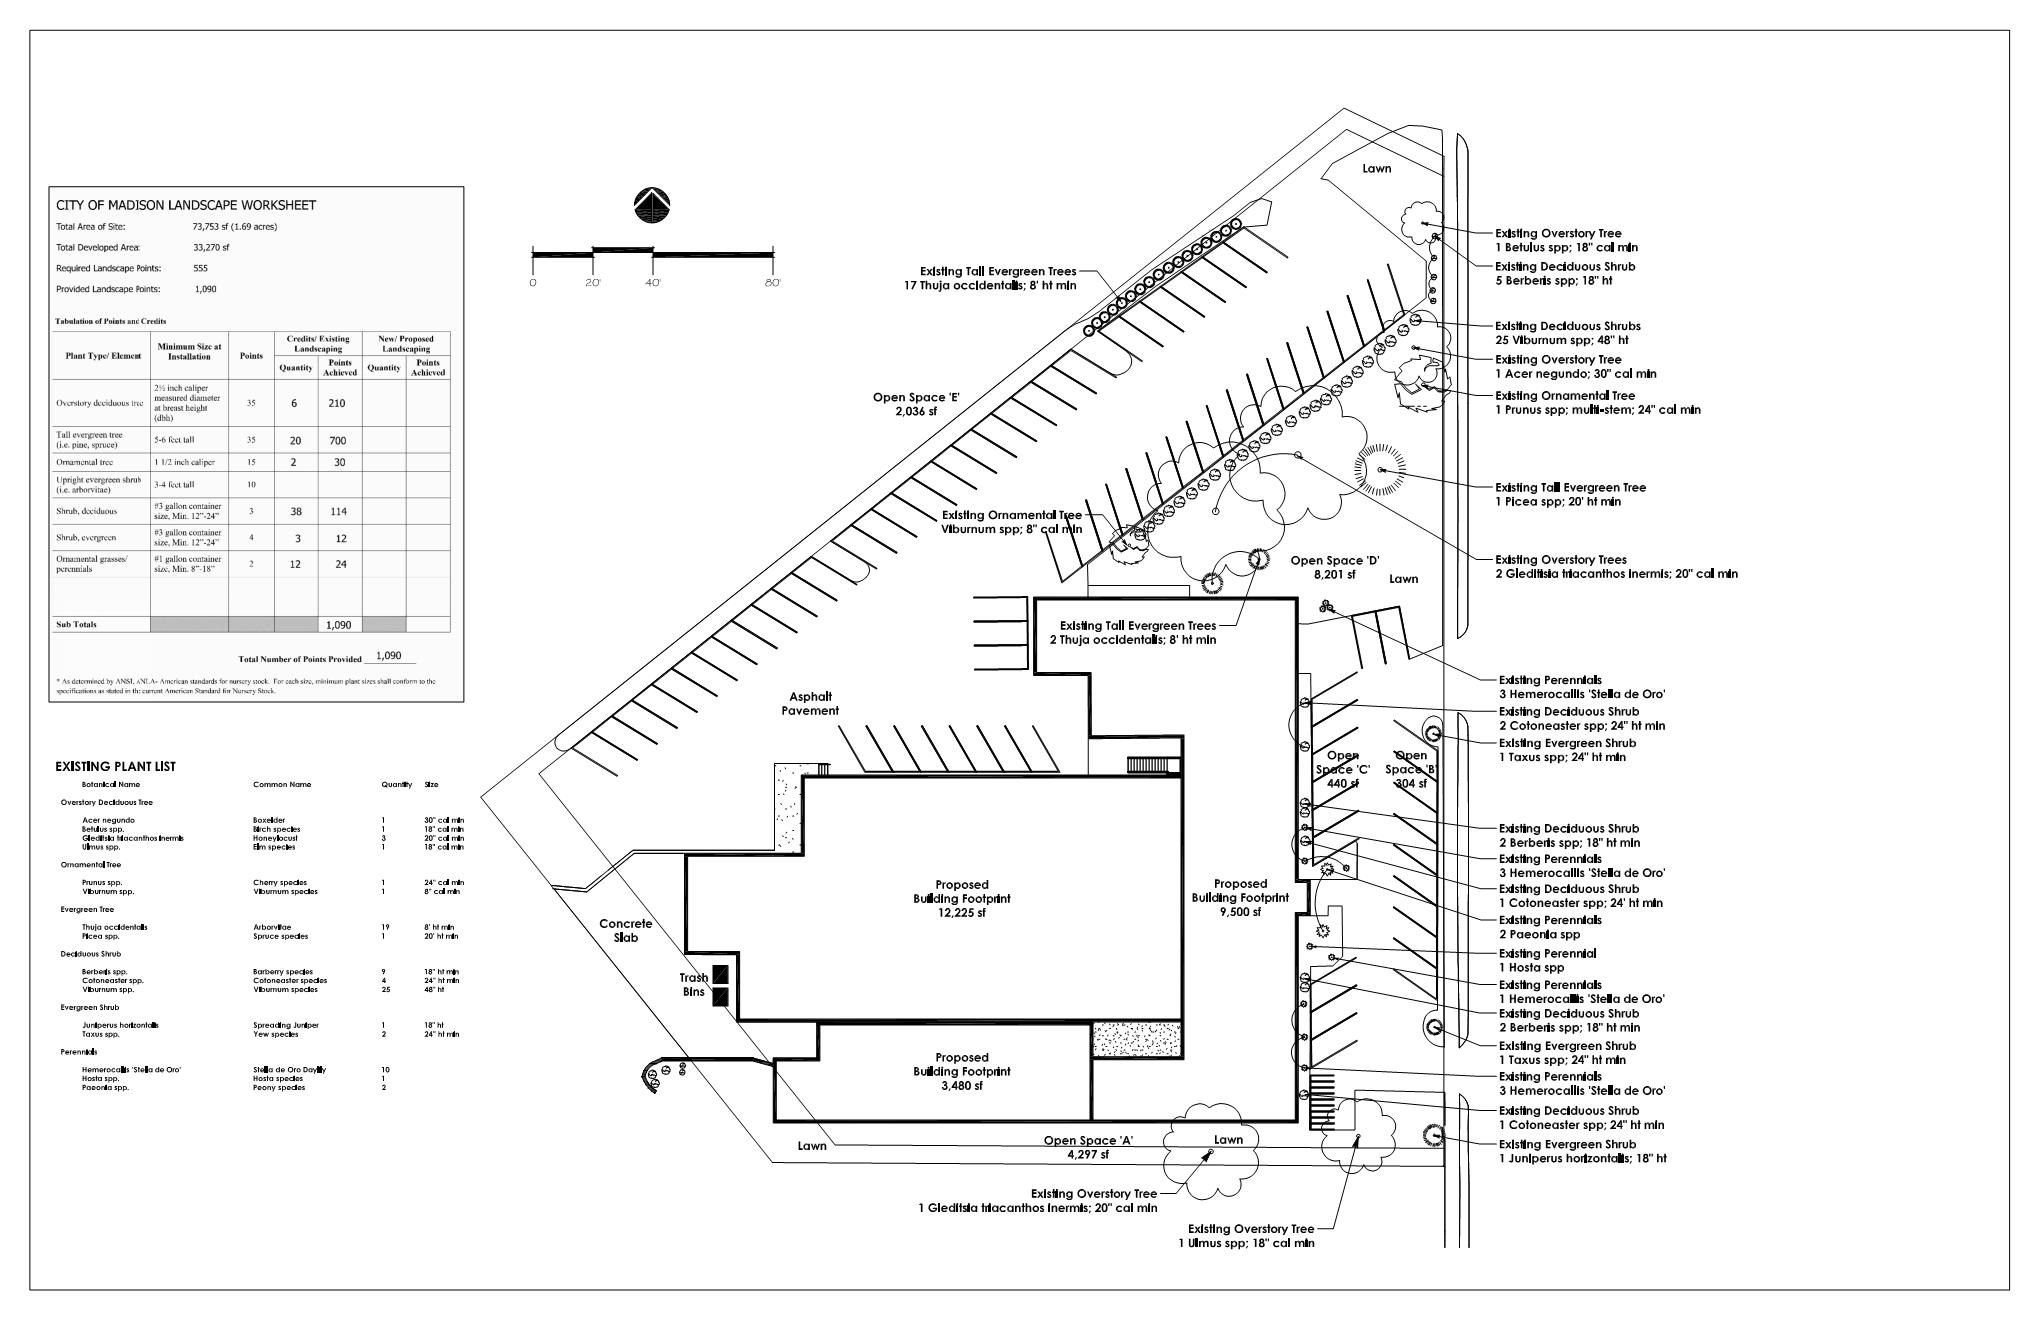 CITY OF MADISON LANDSCAPE WORKSHEET
Total Area of Site: 73,753 sf (1.69 acres)
Total Developed Area: 33,270 sf
Required Landscape Points: 555
Provided Landscape Points: 1,090
Tabulation of Points and Credits
Plant Type/ Element
Minimum Size at
Installation
Points
Credits/ Existing
Landscaping
New/ Proposed
Landscaping
Quantity
Points
Achieved
Quantity
Points
Achieved
Overstory deciduous tree
2½ inch caliper
measured diameter
at breast height
(dbh)
35 6 210
Tall evergreen tree
(i.e. pine, spruce)
5-6 feet tall 35 20 700
Ornamental tree 1 1/2 inch caliper 15 2 30
Upright evergreen shrub
(i.e. arborvitae)
3-4 feet tall 10
Shrub, deciduous
#3 gallon container
size, Min. 12"-24"
3 38 114
Shrub, evergreen
#3 gallon container
size, Min. 12"-24"
4 3 12
Ornamental grasses/
perennials
#1 gallon container
size, Min. 8"-18"
2 12 24
Sub Totals 1,090
Total Number of Points Provided 1,090
* As determined by ANSI, ANLA- American standards for nursery stock. For each size, minimum plant sizes shall conform to the
specifications as stated in the current American Standard for Nursery Stock.
EXISTING PLANT LIST
Botanical Name Common Name Quantity Size
Overstory Deciduous Tree
Acer negundo Boxelder 1 30" cal min
Betulus spp. Birch species 1 18" cal min
Gleditsia triacanthos inermis Honeylocust 3 20" cal min
Ulmus spp. Elm species 1 18" cal min
Ornamental Tree
Prunus spp. Cherry species 1 24" cal min
Viburnum spp. Viburnum species 1 8" cal min
Evergreen Tree
Thuja occidentalis Arborvitae 19 8' ht min
Picea spp. Spruce species 1 20' ht min
Deciduous Shrub
Berberis spp. Barberry species 9 18" ht min
Cotoneaster spp. Cotoneaster species 4 24" ht min
Viburnum spp. Viburnum species 25 48" ht
Evergreen Shrub
Juniperus horizontalis Spreading Juniper 1 18" ht
Taxus spp. Yew species 2 24" ht min
Perennials
Hemerocallis 'Stella de Oro' Stella de Oro Daylily 10
Hosta spp. Hosta species 1
Paeonia spp. Peony species 2
0 20' 40' 80'
Lawn
Existing Tall Evergreen Trees
17 Thuja occidentalis; 8' ht min
Open Space 'E'
2,036 sf
Existing Ornamental Tree
Viburnum spp; 8" cal min
Open Space 'D'
8,201 sf
Lawn
Existing Tall Evergreen Trees
2 Thuja occidentalis; 8' ht min
Asphalt
Pavement
Open
Space 'C'
440 sf
Open
Space 'B'
304 sf
Proposed
Building Footprint
12,225 sf
Proposed
Building Footprint
9,500 sf
Concrete
Slab
Trash
Bins
Proposed
Building Footprint
3,480 sf
Lawn
Open Space 'A'
4,297 sf
Lawn
Existing Overstory Tree
1 Gleditsia triacanthos inermis; 20" cal min
Existing Overstory Tree
1 Ulmus spp; 18" cal min
Existing Overstory Tree
1 Betulus spp; 18" cal min
Existing Deciduous Shrub
5 Berberis spp; 18" ht
Existing Deciduous Shrubs
25 Viburnum spp; 48" ht
Existing Overstory Tree
1 Acer negundo; 30" cal min
Existing Ornamental Tree
1 Prunus spp; multi-stem; 24" cal min
Existing Tall Evergreen Tree
1 Picea spp; 20' ht min
Existing Overstory Trees
2 Gleditisia triacanthos inermis; 20" cal min
Existing Perennials
3 Hemerocallis 'Stella de Oro'
Existing Deciduous Shrub
2 Cotoneaster spp; 24" ht min
Existing Evergreen Shrub
1 Taxus spp; 24" ht min
Existing Deciduous Shrub
2 Berberis spp; 18" ht min
Existing Perennials
3 Hemerocallis 'Stella de Oro'
Existing Deciduous Shrub
1 Cotoneaster spp; 24' ht min
Existing Perennials
2 Paeonia spp
Existing Perennial
1 Hosta spp
Existing Perennials
1 Hemerocallis 'Stella de Oro'
Existing Deciduous Shrub
2 Berberis spp; 18" ht min
Existing Evergreen Shrub
1 Taxus spp; 24" ht min
Existing Perennials
3 Hemerocallis 'Stella de Oro'
Existing Deciduous Shrub
1 Cotoneaster spp; 24" ht min
Existing Evergreen Shrub
1 Juniperus horizontalis; 18" ht